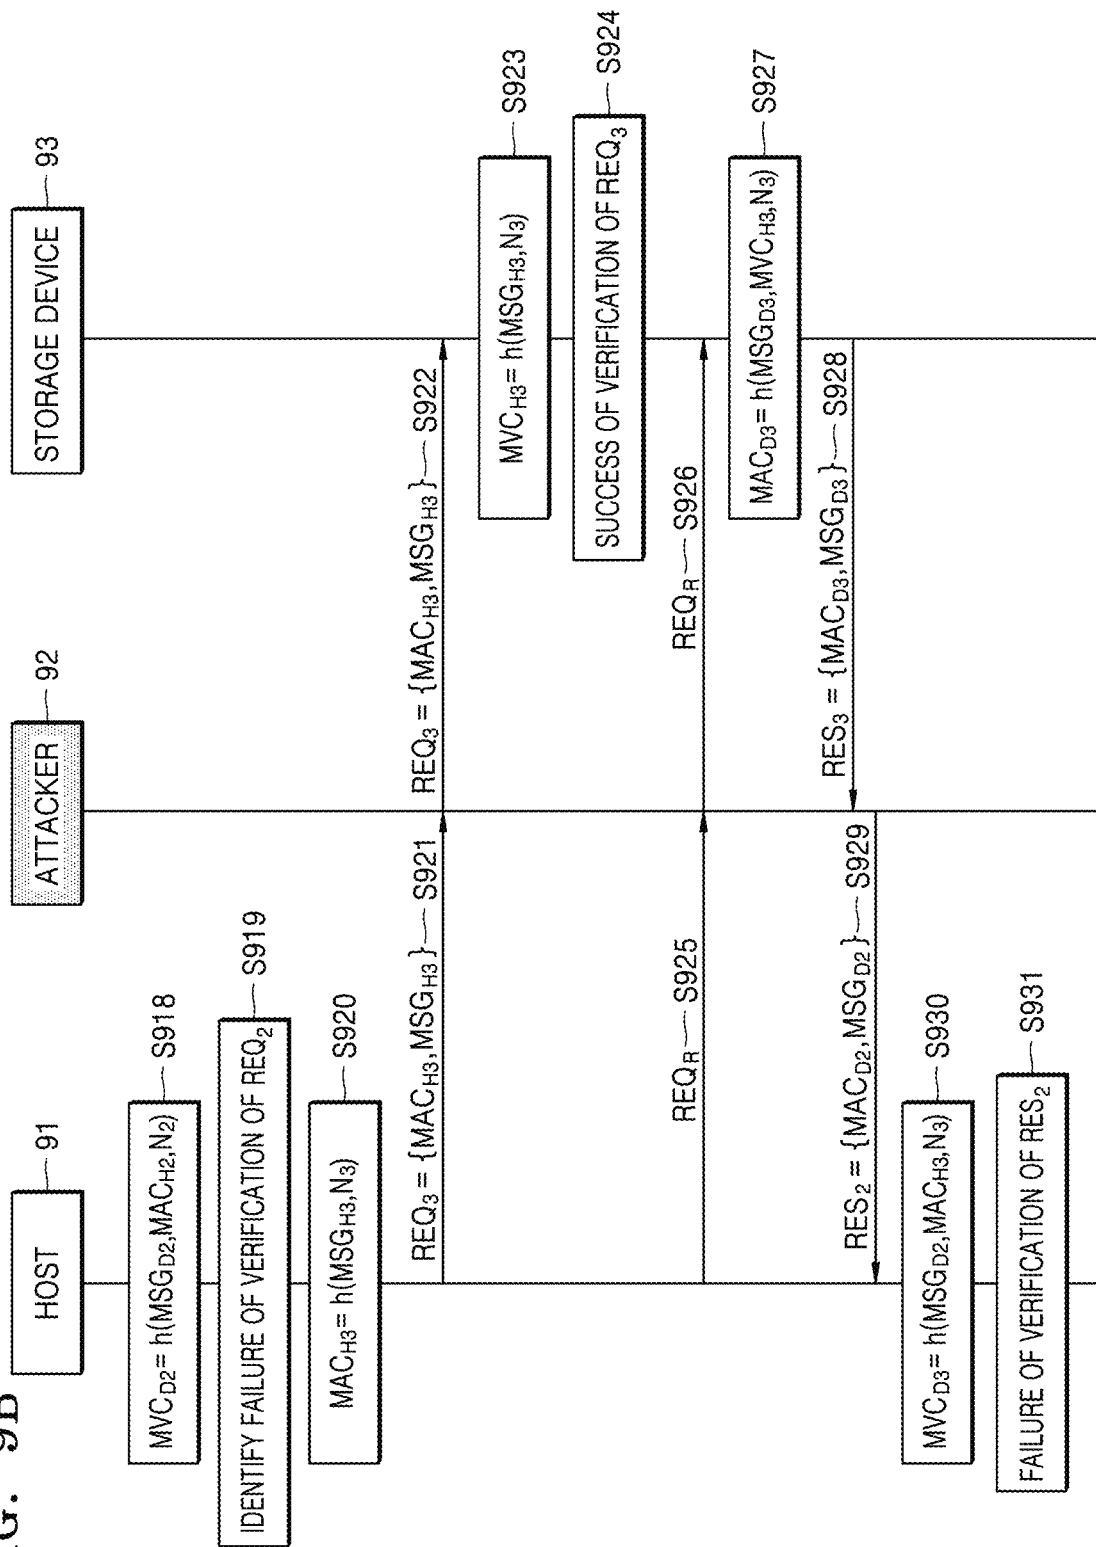 FIG. 9B
HOST
91
ATTACKER
92
STORAGE DEVICE
93
MVC_D2 = h(MSG_D2,MAC_H2,N_2)
S918
IDENTIFY FAILURE OF VERIFICATION OF REQ_2
S919
MAC_H3 = h(MSG_H3,N_3)
S920
REQ_3 = {MAC_H3,MSG_H3}
S921
REQ_3 = {MAC_H3,MSG_H3}
S922
MVC_H3 = h(MSG_H3,N_3)
S923
SUCCESS OF VERIFICATION OF REQ_3
S924
REQ_R
S925
REQ_R
S926
MAC_D3 = h(MSG_D3,MVC_H3,N_3)
S927
RES_3 = {MAC_D3,MSG_D3}
S928
RES_2 = {MAC_D2,MSG_D2}
S929
MVC_D3 = h(MSG_D2,MAC_H3,N_3)
S930
FAILURE OF VERIFICATION OF RES_2
S931